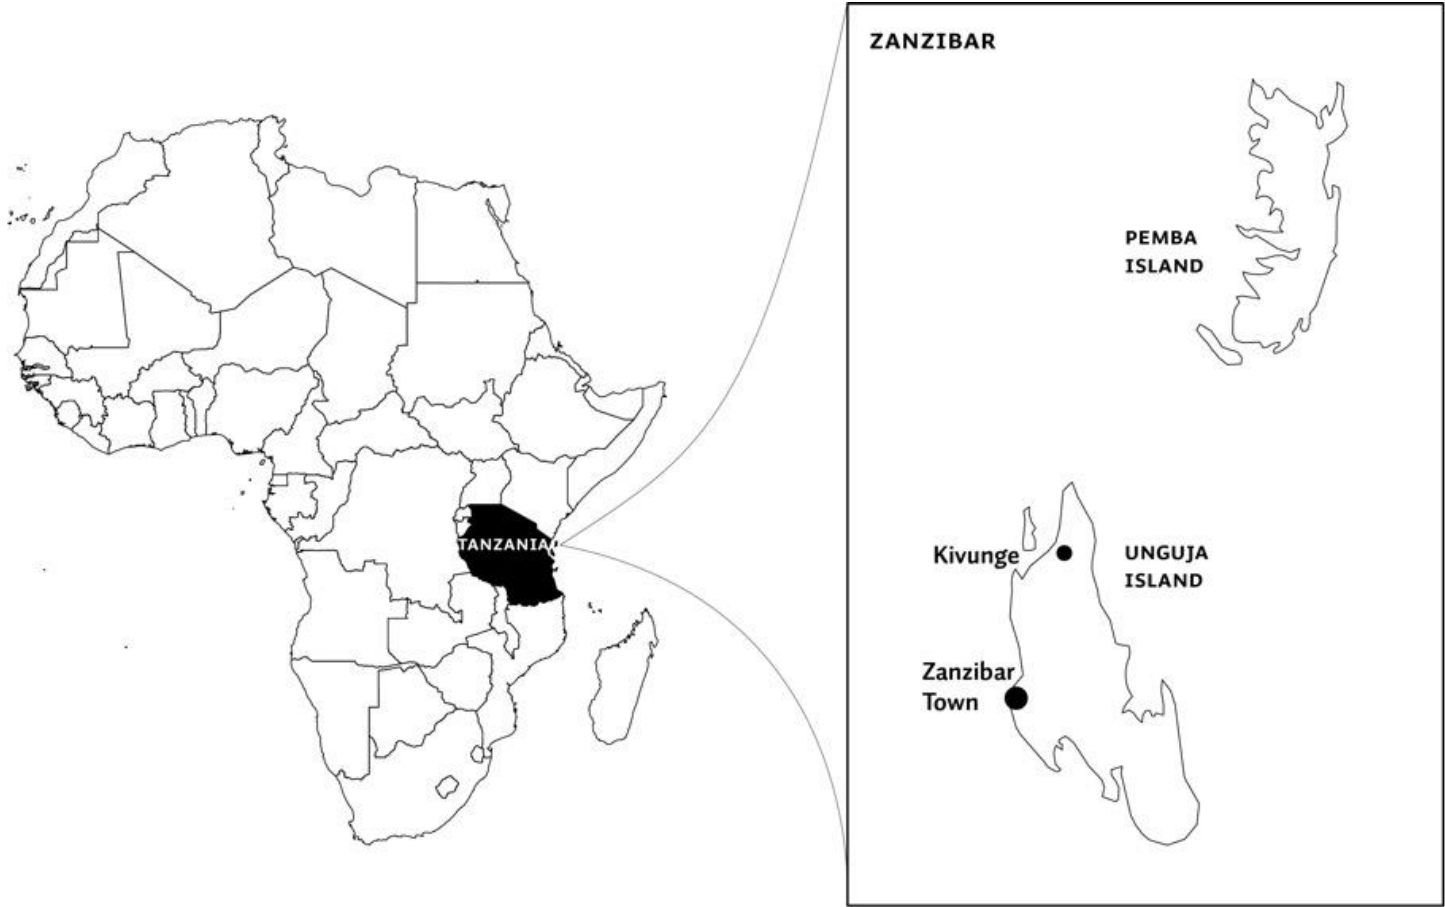 TANZANIA
ZANZIBAR
PEMBA
ISLAND
Kivunge
UNGUJA
ISLAND
Zanzibar
Town